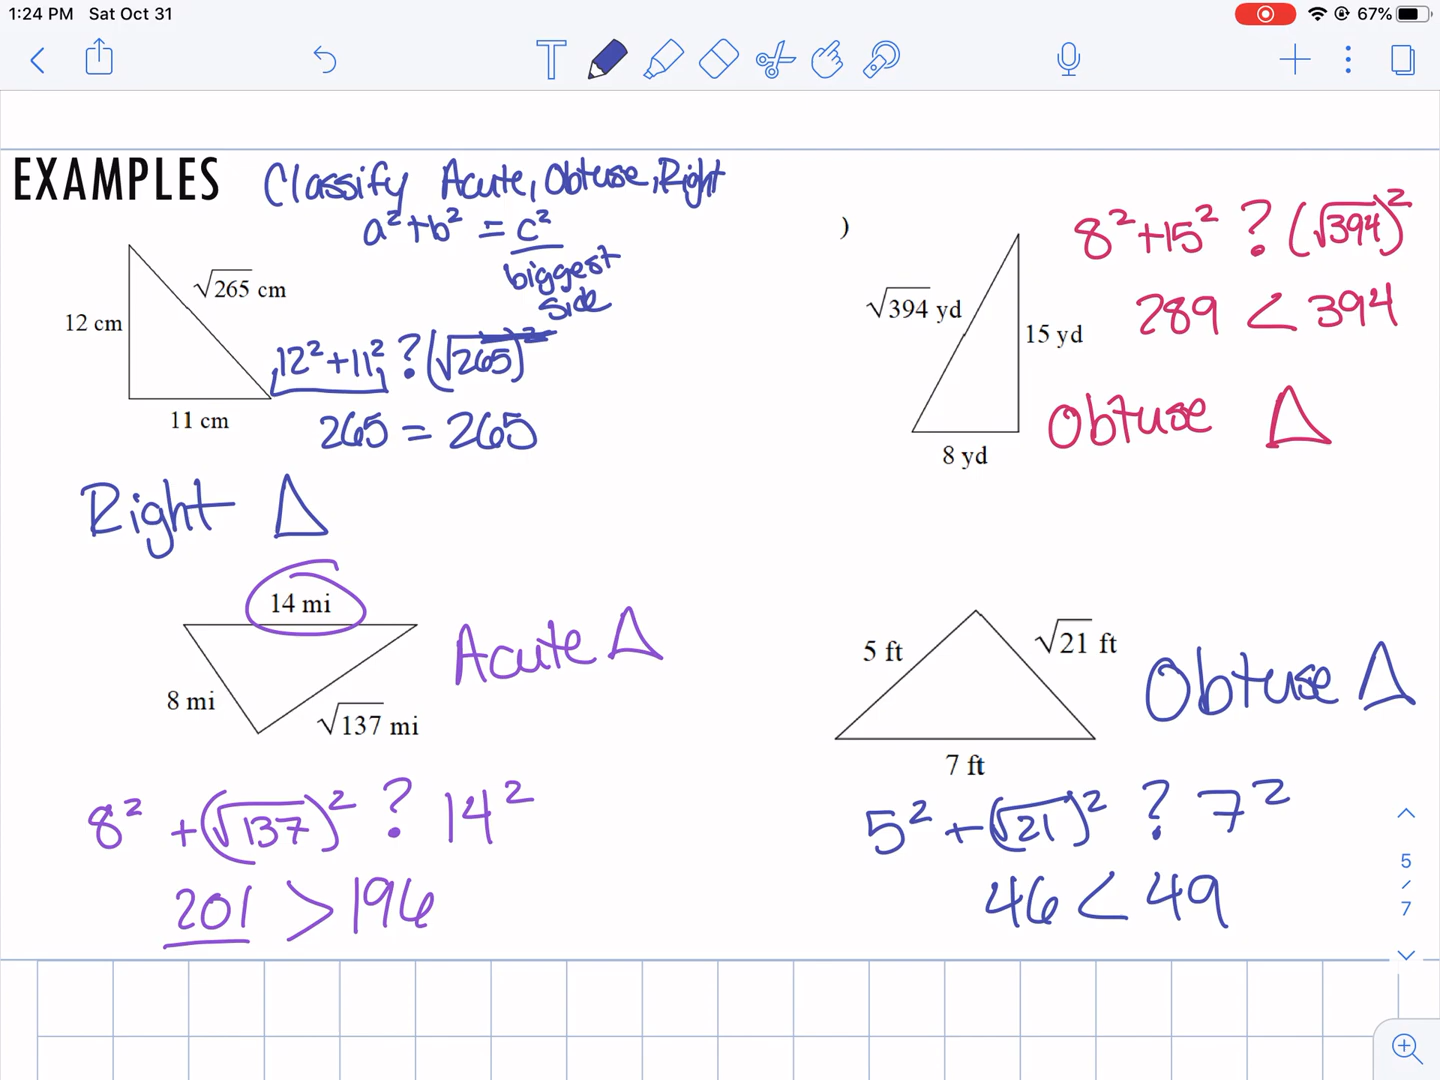 1:24 PM Sat Oct 31
67%
T
EXAMPLES Classify Acute, Obtuse, Right
a² + b² = c²
biggest
side
√265 cm
12 cm
11 cm
12² + 11² ? (√265)²
265 = 265
Right Δ
)
8² + 15² ? (√394)²
289 < 394
√394 yd
15 yd
8 yd
Obtuse Δ
14 mi
8 mi
√137 mi
Acute Δ
8² + (√137)² ? 14²
201 > 196
5 ft
√21 ft
7 ft
Obtuse Δ
5² + (√21)² ? 7²
46 < 49
5
/
7